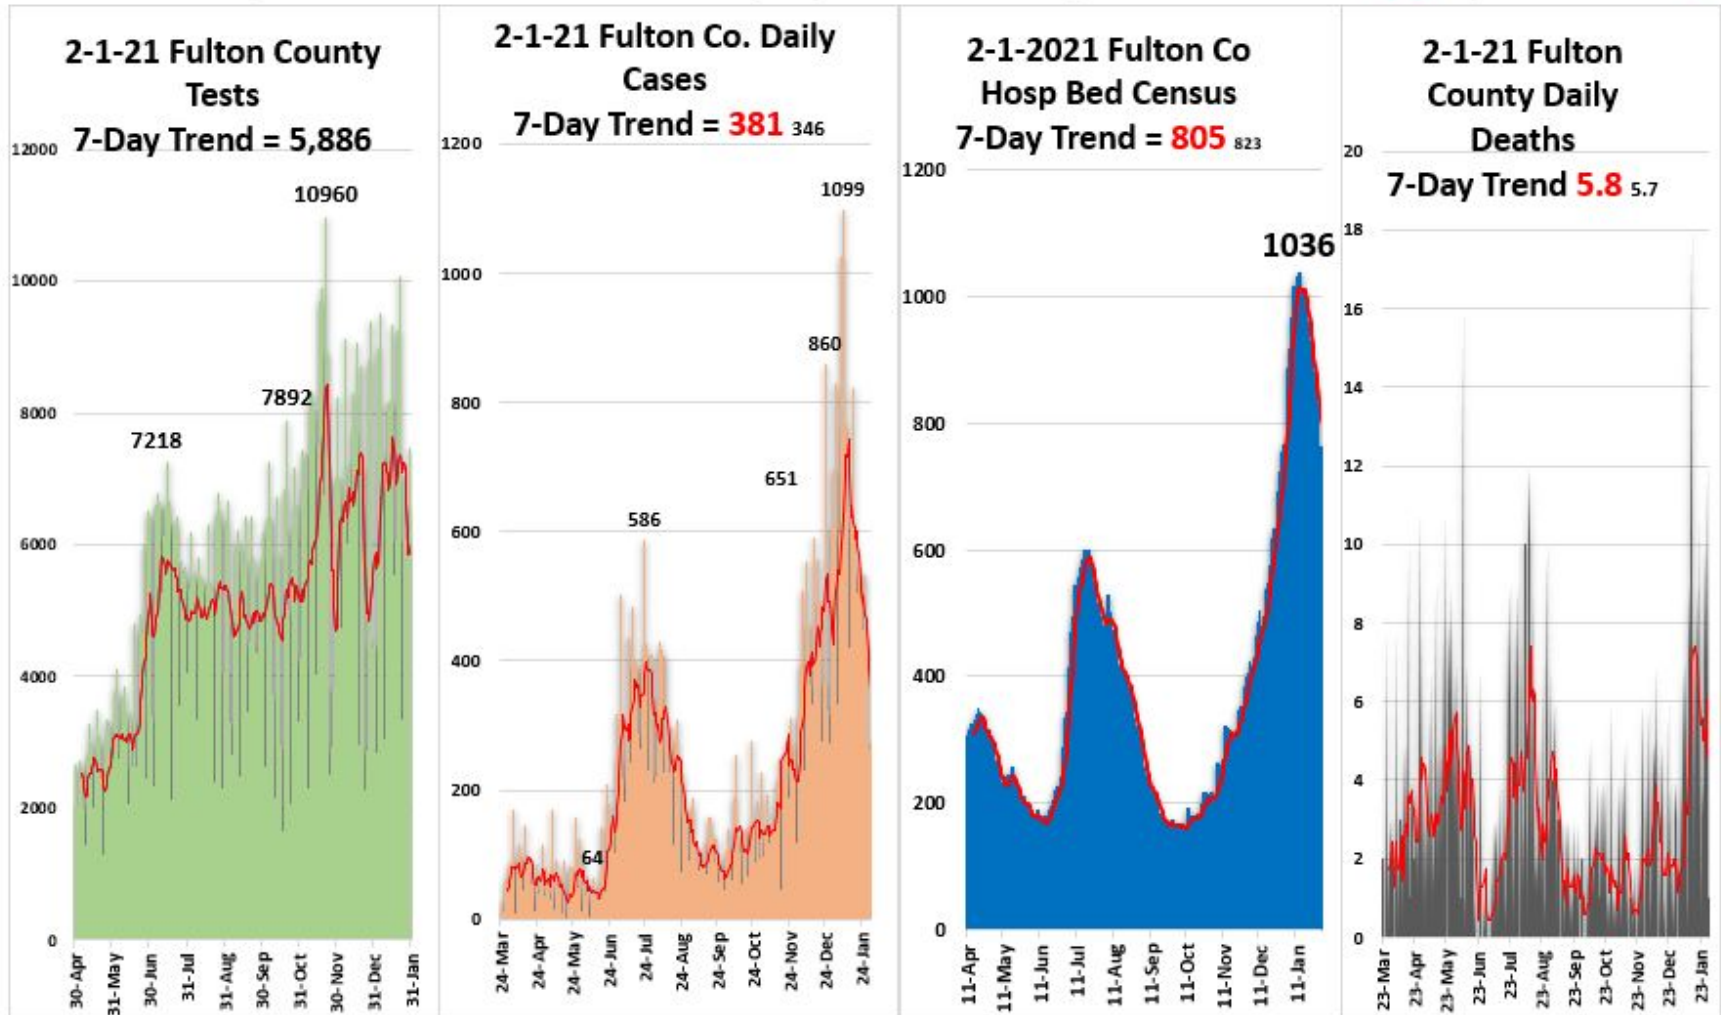 2-1-21 Fulton County
Tests
7-Day Trend = 5,886
12000
10000
8000
6000
4000
2000
0
7218
7892
10960
30-Apr
31-May
30-Jun
31-Jul
31-Aug
30-Sep
31-Oct
30-Nov
31-Dec
31-Jan
2-1-21 Fulton Co. Daily
Cases
7-Day Trend = 381 346
1200
1000
800
600
400
200
0
64
586
651
860
1099
24-Mar
24-Apr
24-May
24-Jun
24-Jul
24-Aug
24-Sep
24-Oct
24-Nov
24-Dec
24-Jan
2-1-2021 Fulton Co
Hosp Bed Census
7-Day Trend = 805 823
1200
1000
800
600
400
200
0
1036
11-Apr
11-May
11-Jun
11-Jul
11-Aug
11-Sep
11-Oct
11-Nov
11-Dec
11-Jan
2-1-21 Fulton
County Daily
Deaths
7-Day Trend 5.8 5.7
20
18
16
14
12
10
8
6
4
2
0
23-Mar
23-Apr
23-May
23-Jun
23-Jul
23-Aug
23-Sep
23-Oct
23-Nov
23-Dec
23-Jan